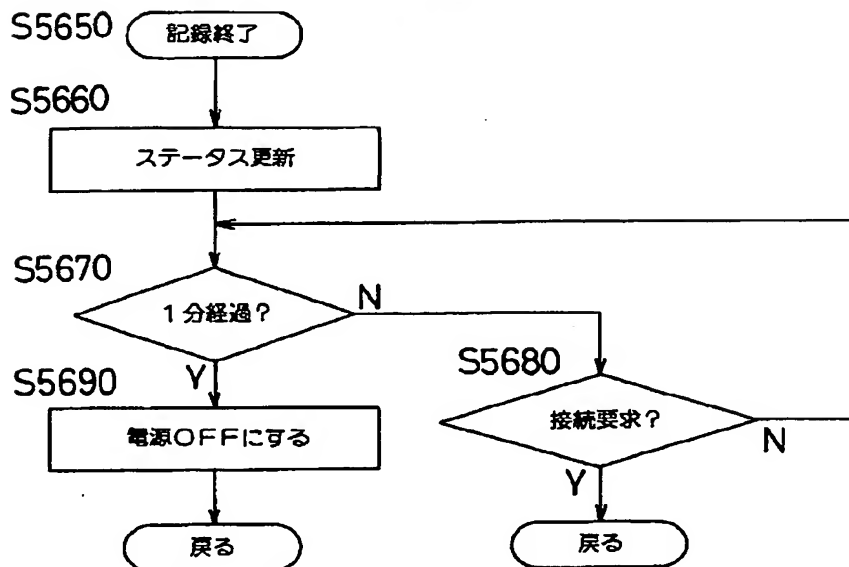 S5650
記録終了
S5660
ステータス更新
S5670
1分経過?
N
S5680
接続要求?
N
Y
S5690
電源OFFにする
Y
戻る
戻る